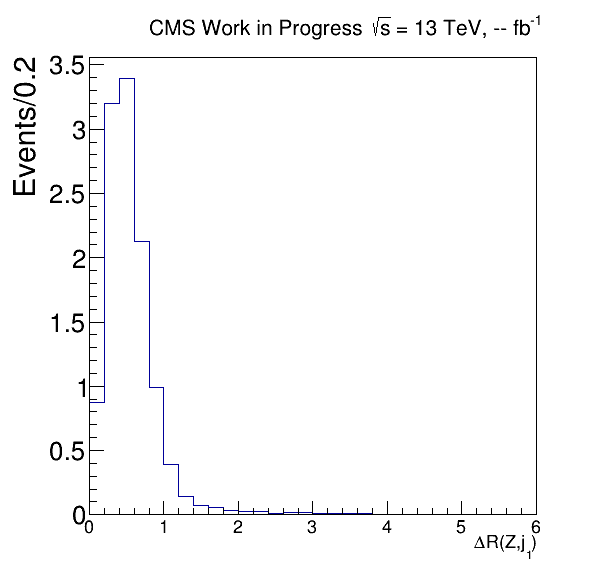 CMS Work in Progress √s = 13 TeV, -- fb⁻¹
Events/0.2
3.5
3
2.5
2
1.5
1
0.5
0
0 1 2 3 4 5 6
ΔR(Z,j₁)